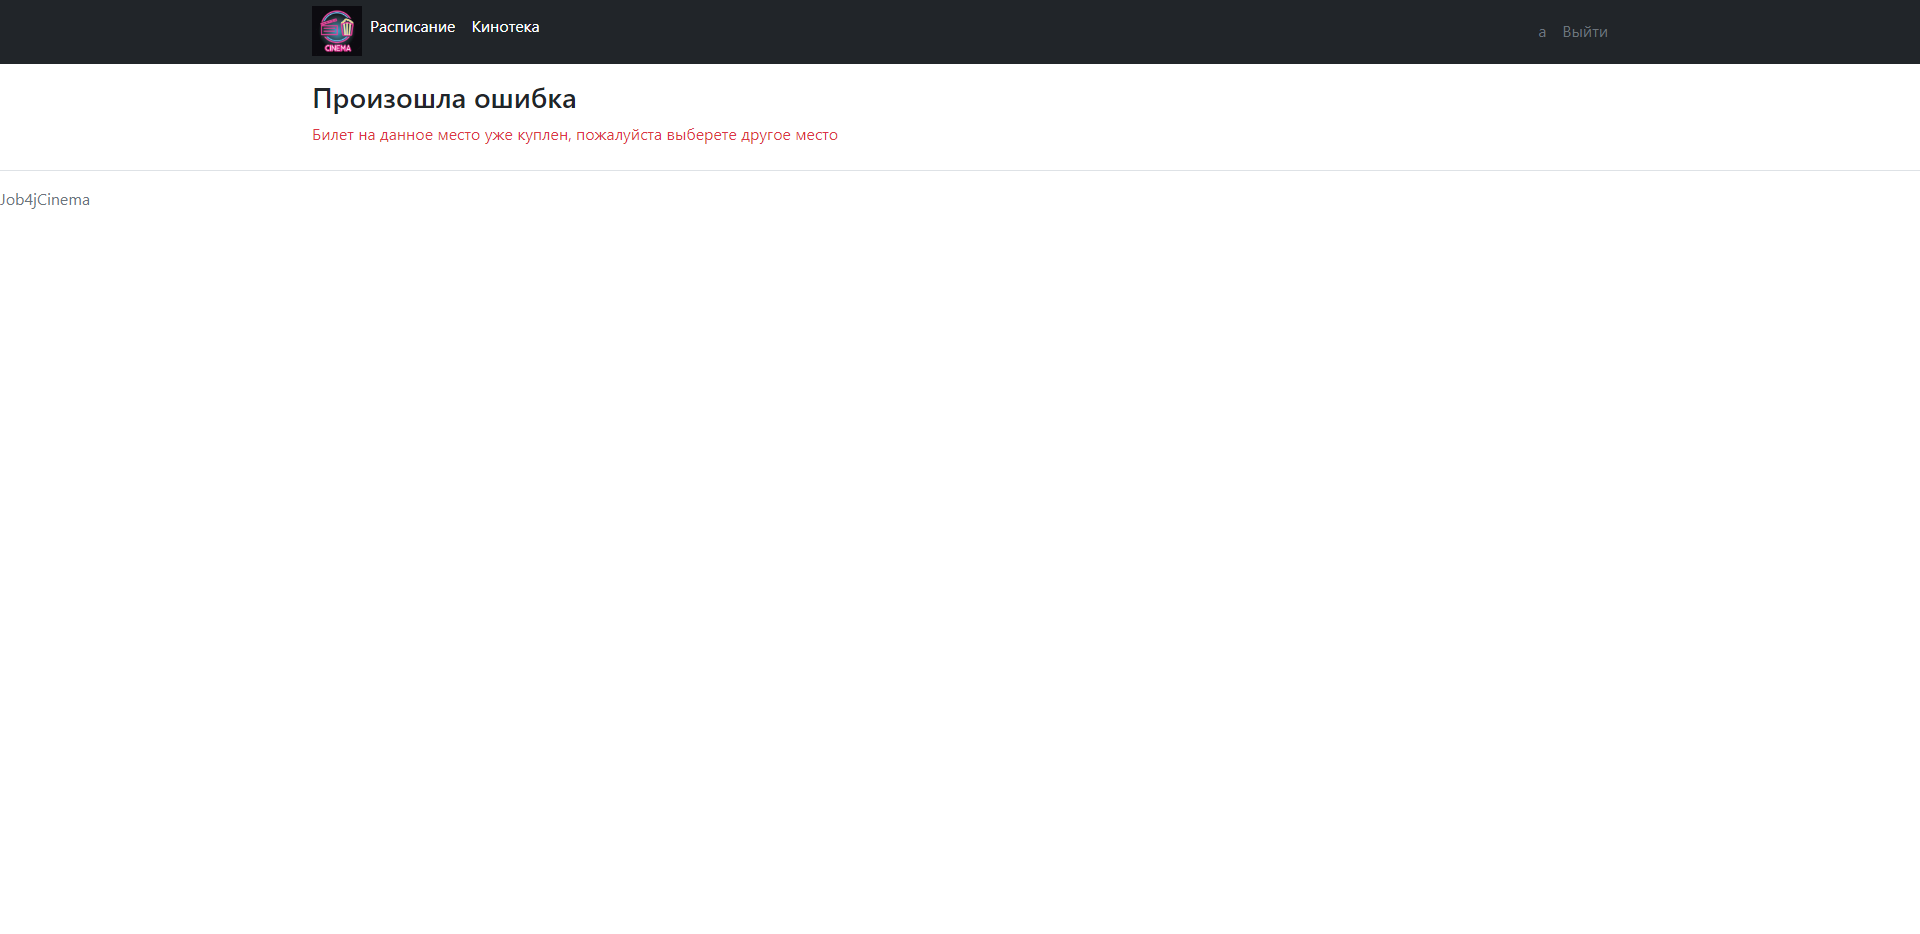 CINEMA
Расписание Кинотека
a Выйти
Произошла ошибка
Билет на данное место уже куплен, пожалуйста выберете другое место
Job4jCinema